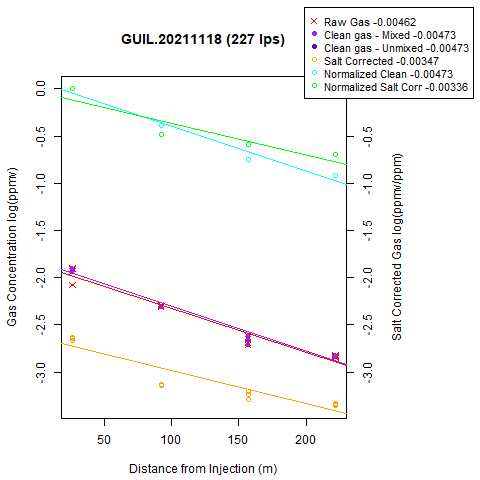 GUIL.20211118 (227 lps)
Raw Gas -0.00462
Clean gas - Mixed -0.00473
Clean gas - Unmixed -0.00473
Salt Corrected -0.00347
Normalized Clean -0.00473
Normalized Salt Corr -0.00336
Gas Concentration log(ppmv)
0.0
-0.5
-1.0
-1.5
-2.0
-2.5
-3.0
-0.5
-1.0
-1.5
-2.0
-2.5
-3.0
Salt Corrected Gas log(ppmv/ppm)
50
100
150
200
Distance from Injection (m)